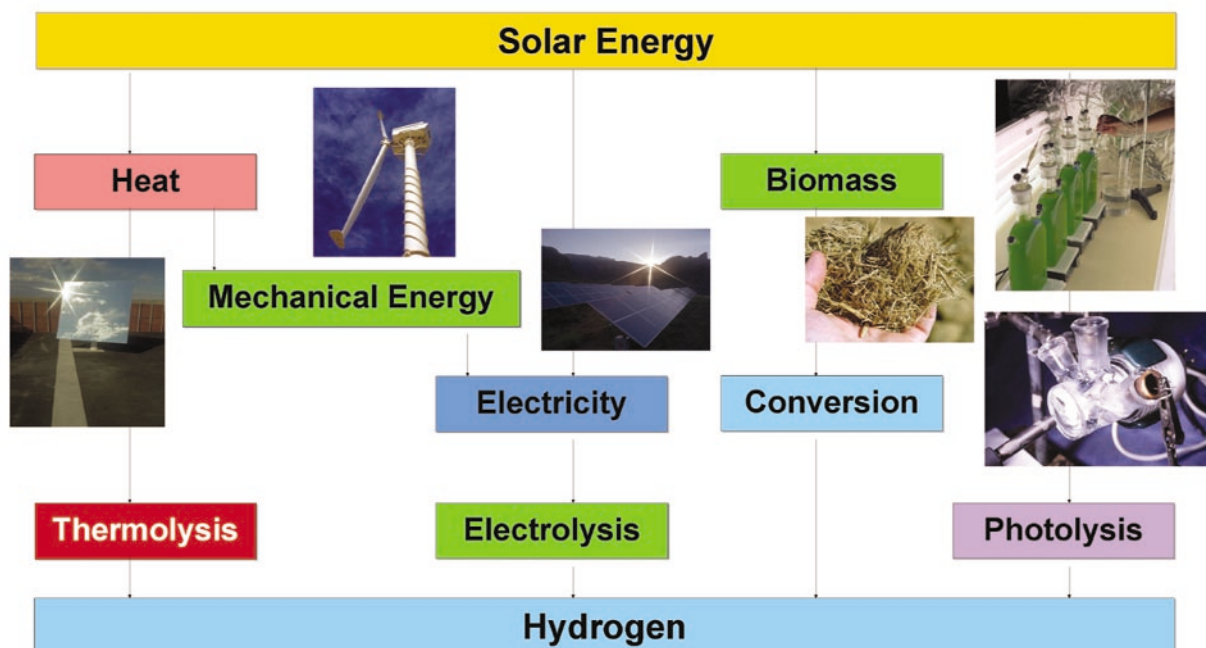 Solar Energy
Heat
Biomass
Mechanical Energy
Electricity
Conversion
Thermolysis
Electrolysis
Photolysis
Hydrogen